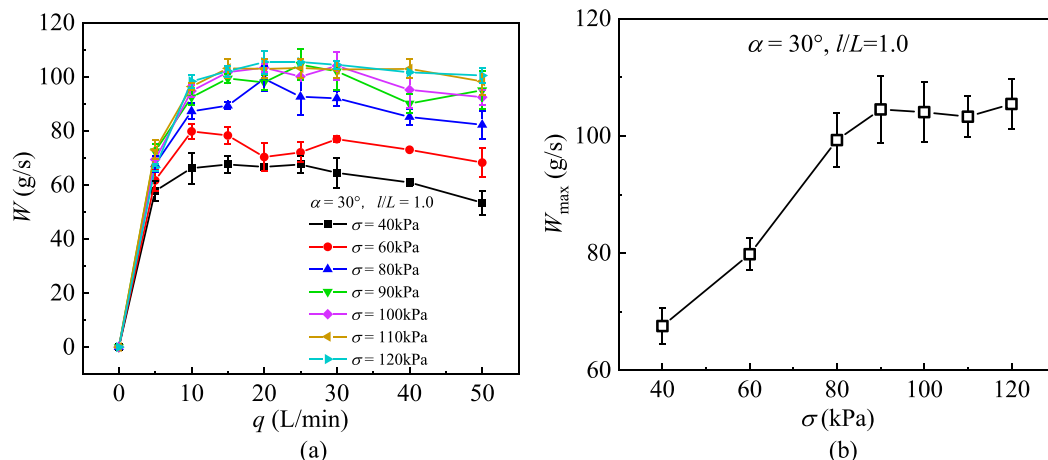 120
100
80
60
40
20
0
W (g/s)
α = 30°, l/L = 1.0
σ = 40kPa
σ = 60kPa
σ = 80kPa
σ = 90kPa
σ = 100kPa
σ = 110kPa
σ = 120kPa
0 10 20 30 40 50
q (L/min)
(a)
α = 30°, l/L=1.0
120
100
80
60
Wmax (g/s)
40 60 80 100 120
σ (kPa)
(b)